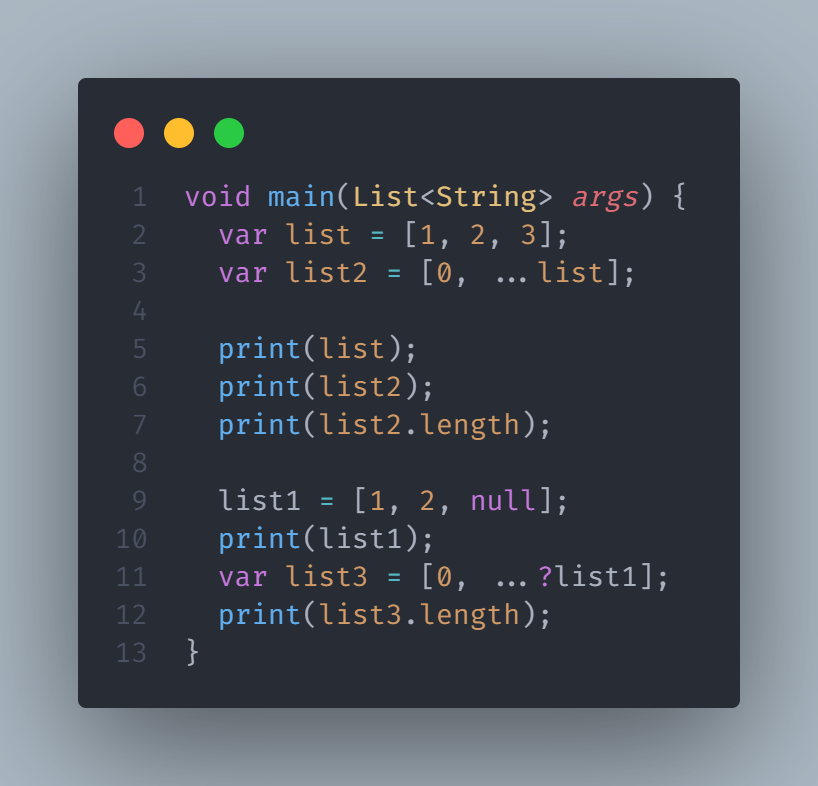 1 void main(List<String> args) {
2 var list = [1, 2, 3];
3 var list2 = [0, ...list];
4
5 print(list);
6 print(list2);
7 print(list2.length);
8
9 list1 = [1, 2, null];
10 print(list1);
11 var list3 = [0, ...?list1];
12 print(list3.length);
13 }